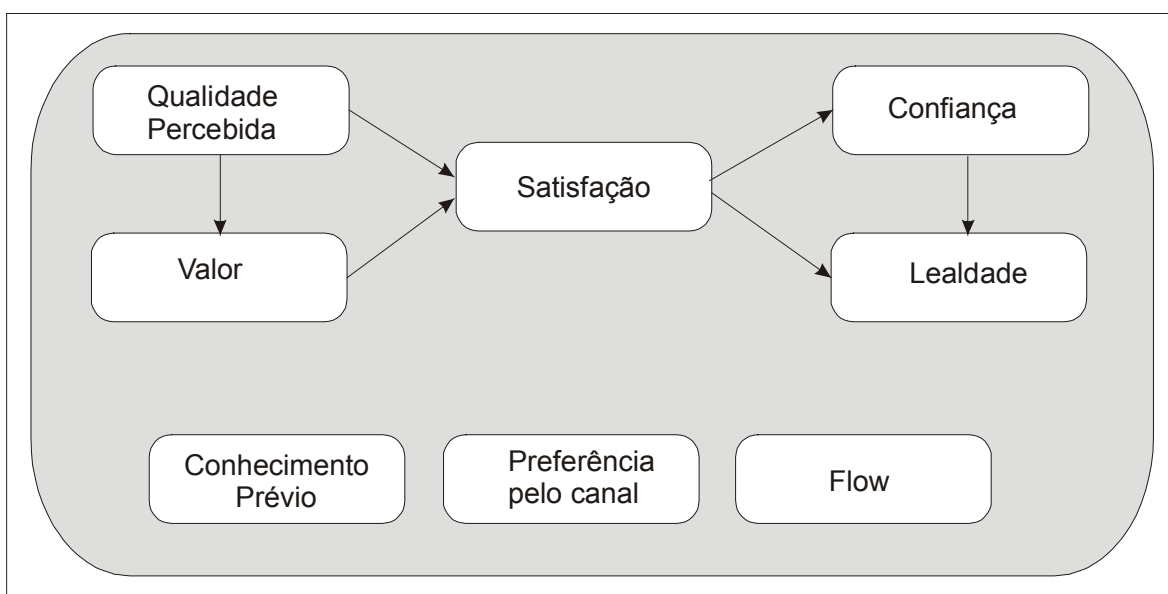 Qualidade
Percebida
Confiança
Satisfação
Valor
Lealdade
Conhecimento
Prévio
Preferência
pelo canal
Flow